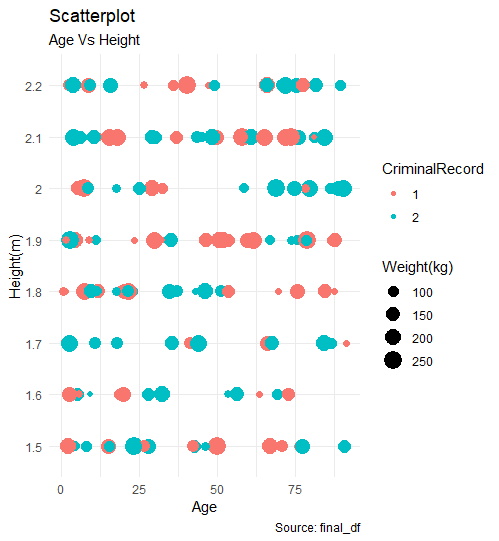 Scatterplot
Age Vs Height
2.2
2.1
2
1.9
1.8
1.7
1.6
1.5
Height(m)
0 25 50 75
Age
CriminalRecord
1
2
Weight(kg)
100
150
200
250
Source: final_df